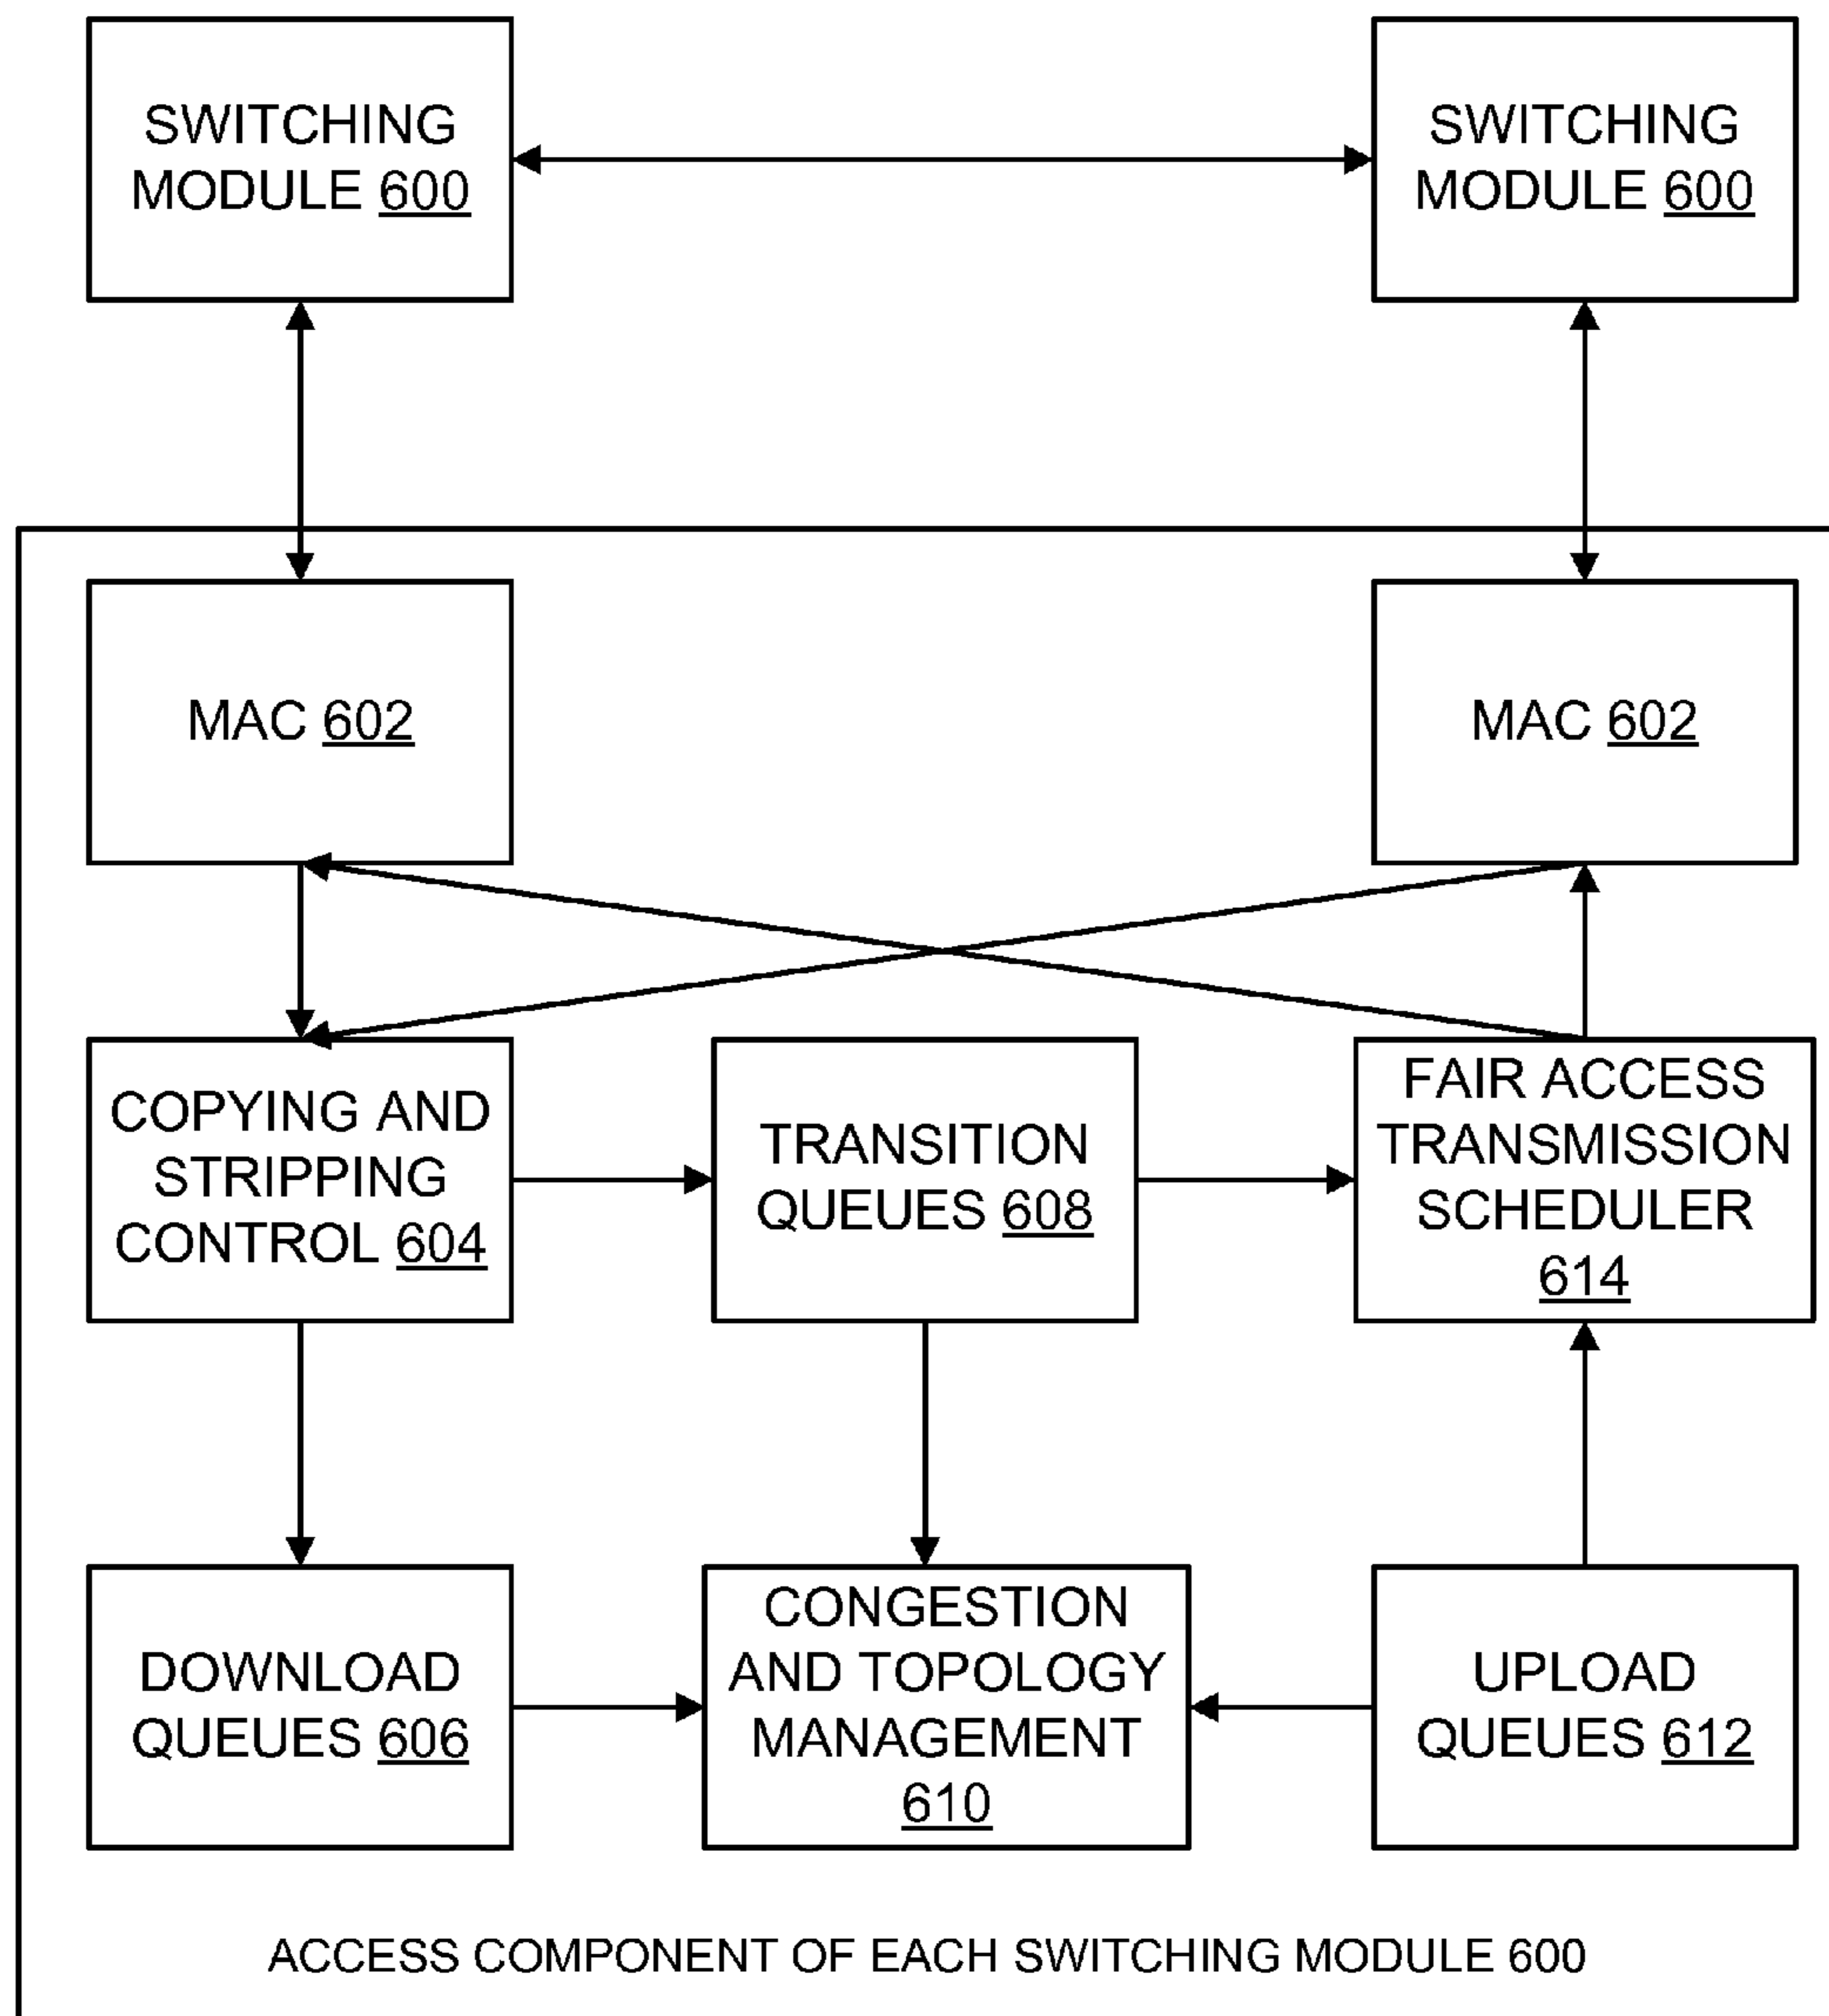 SWITCHING
MODULE 600
SWITCHING
MODULE 600
MAC 602
MAC 602
COPYING AND
STRIPPING
CONTROL 604
TRANSITION
QUEUES 608
FAIR ACCESS
TRANSMISSION
SCHEDULER
614
DOWNLOAD
QUEUES 606
CONGESTION
AND TOPOLOGY
MANAGEMENT
610
UPLOAD
QUEUES 612
ACCESS COMPONENT OF EACH SWITCHING MODULE 600